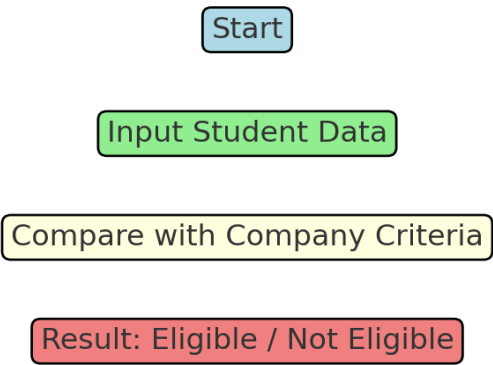 Start
Input Student Data
Compare with Company Criteria
Result: Eligible / Not Eligible